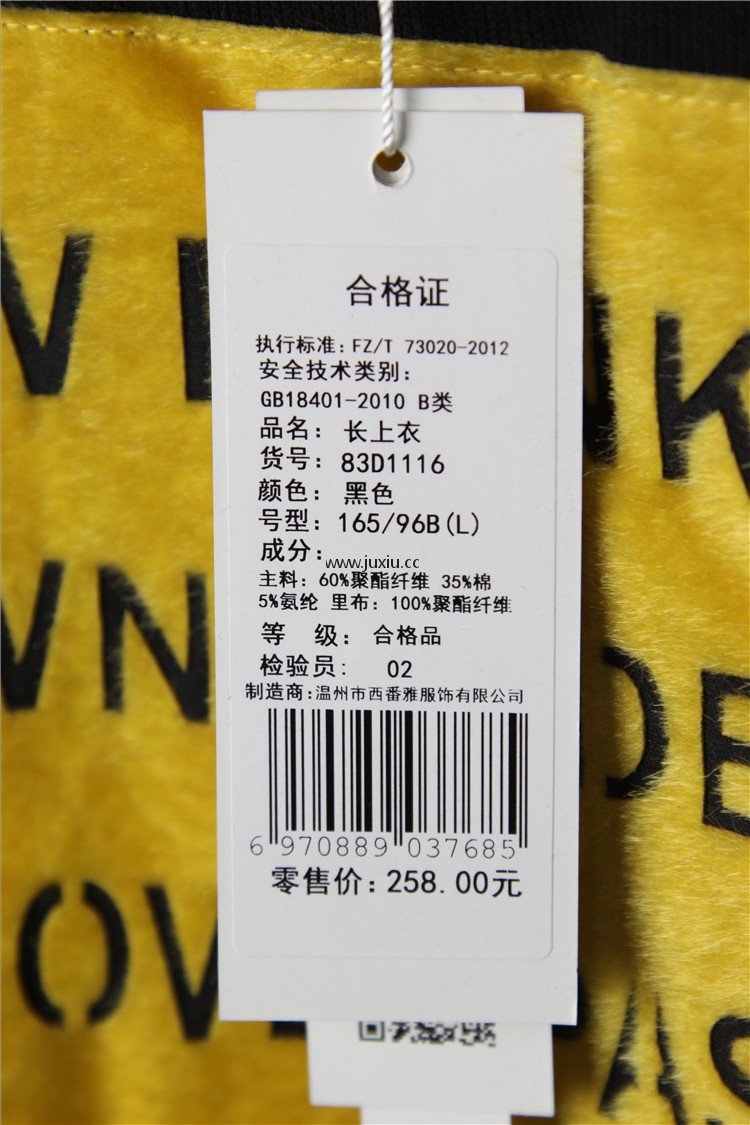 合格证
执行标准:FZ/T 73020-2012
安全技术类别:
GB18401-2010 B类
品名: 长上衣
货号: 83D1116
颜色: 黑色
号型: 165/96B(L)
成分:
www.juxiu.cc
主料: 60%聚酯纤维 35%棉
5%氨纶 里布: 100%聚酯纤维
等 级: 合格品
检验员: 02
制造商:温州市西番雅服饰有限公司
6 970889 037685
零售价:258.00元